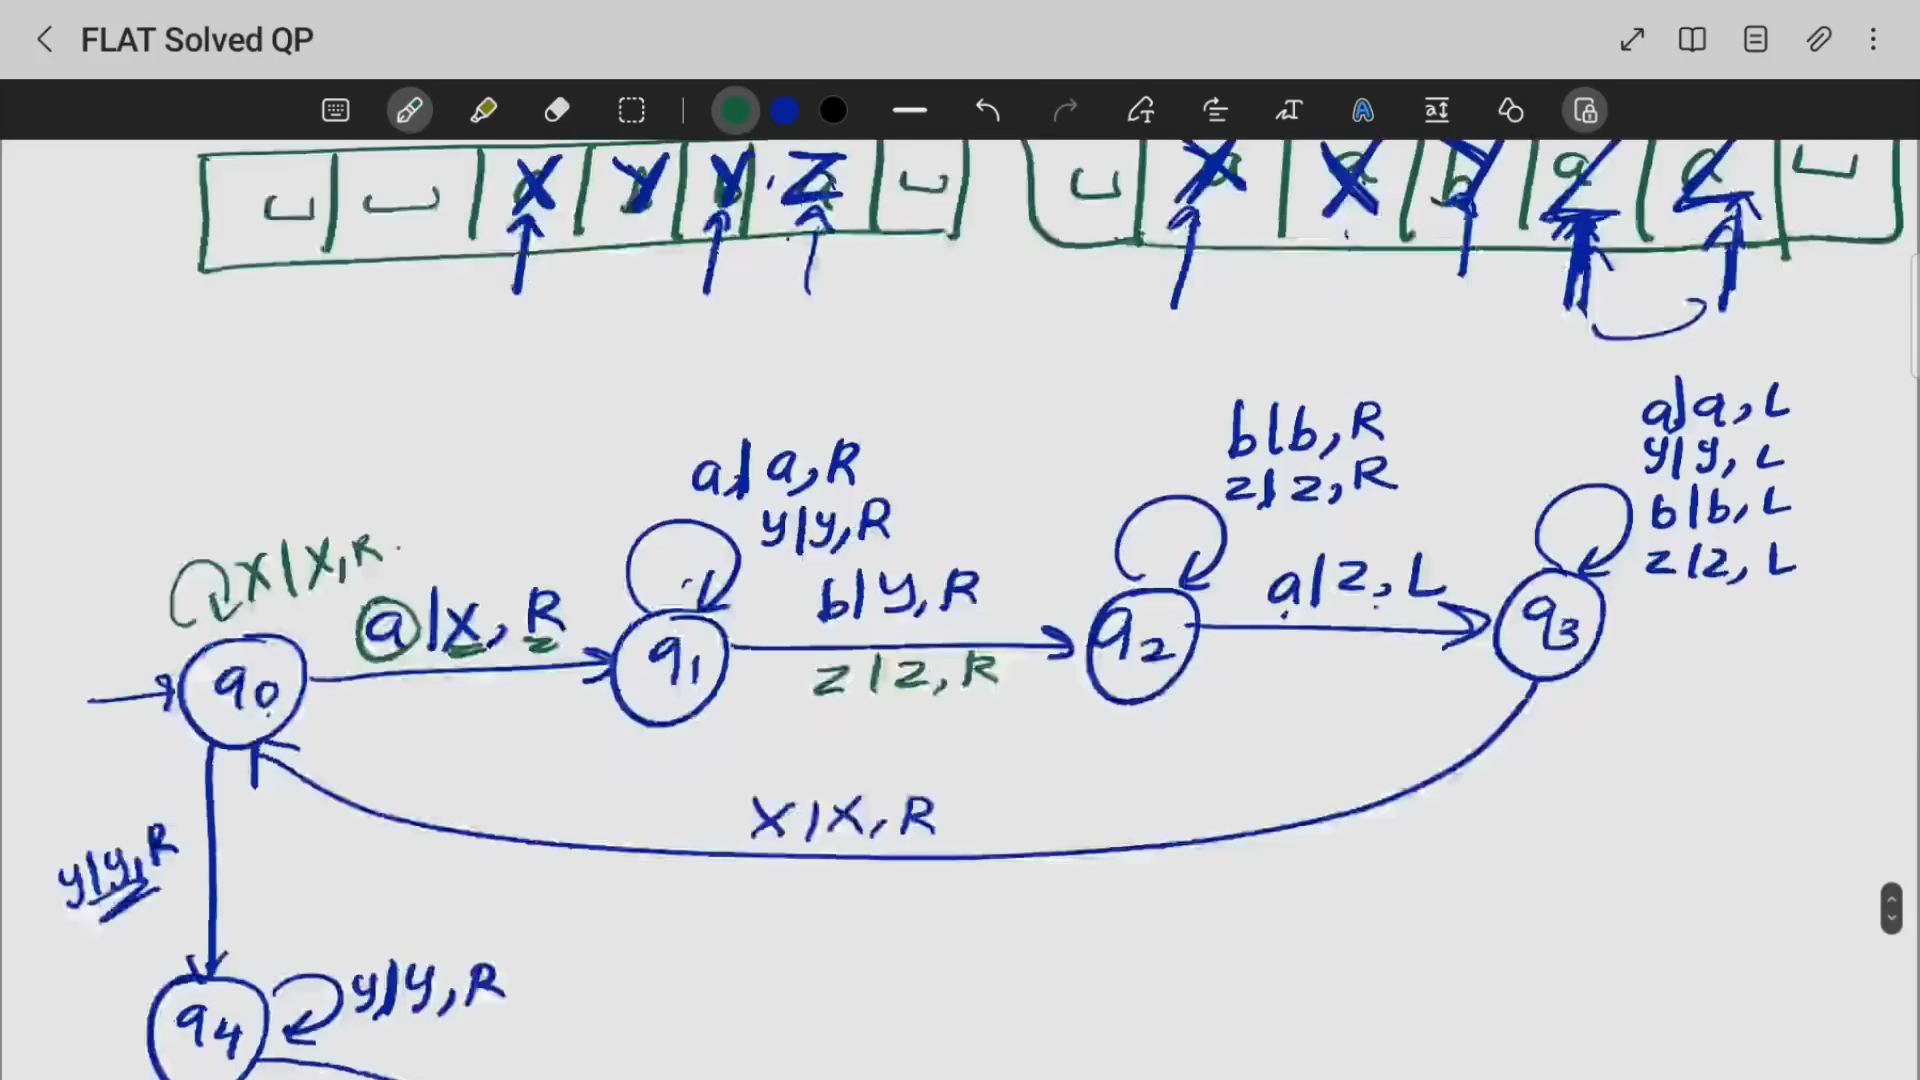 FLAT Solved QP
⌴ ⌴ X Y Y Z ⌴ ⌴ X X Y Z Z ⌴
a|a, L
y|y, L
b|b, L
z|z, L
b|b, R
z|z, R
a|a, R
y|y, R
X|X, R
a|x, R
b|y, R
a|z, L
z|z, R
q0 q1 q2 q3
X|X, R
y|y, R
y|y, R
q4